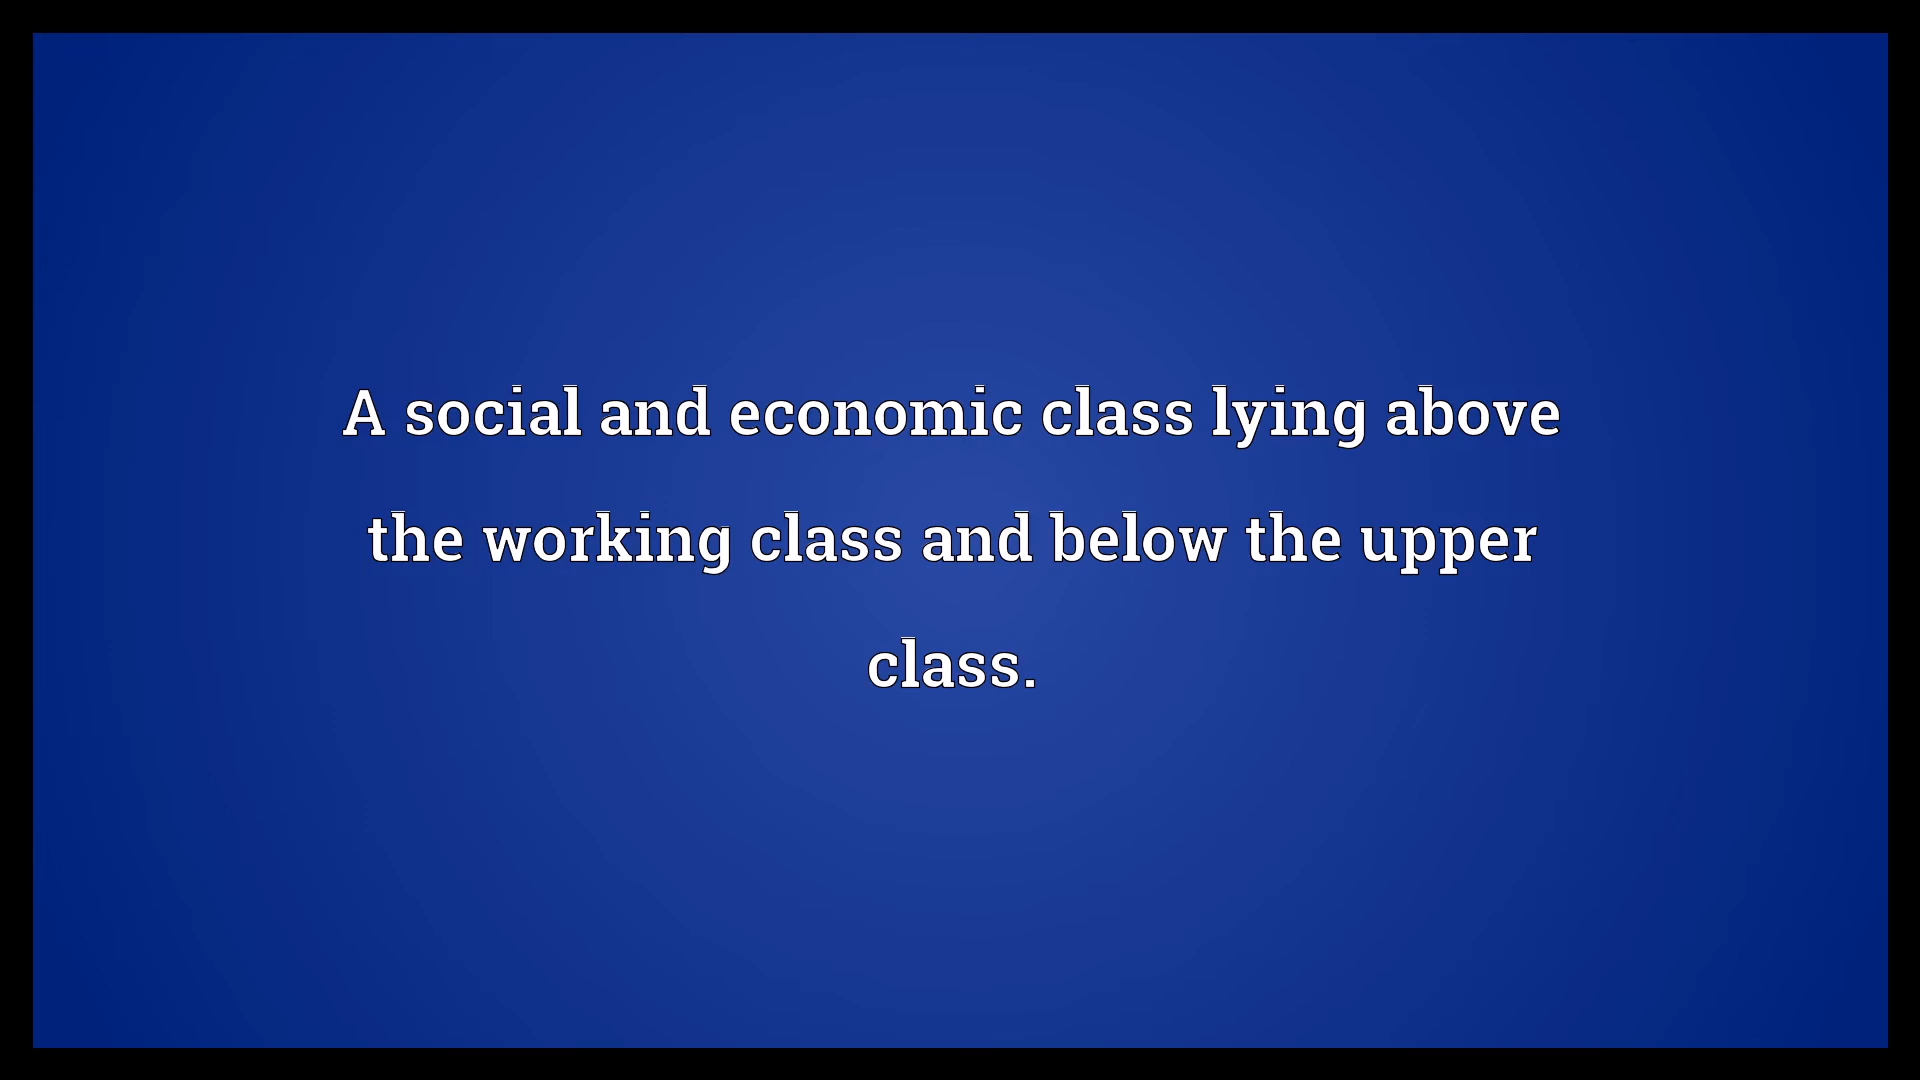 A social and economic class lying above
the working class and below the upper
class.